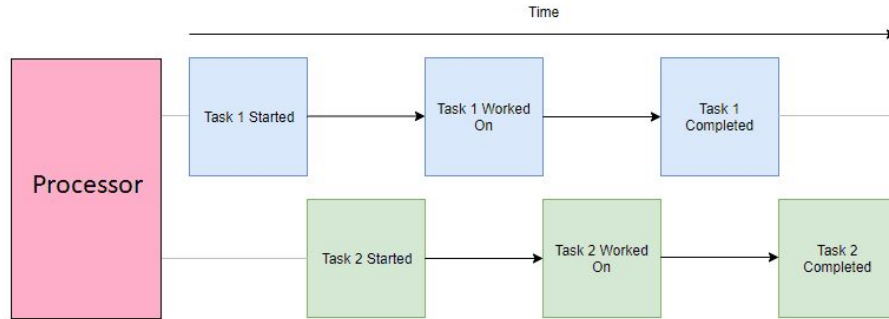 Time
Processor
Task 1 Started
Task 1 Worked
On
Task 1
Completed
Task 2 Started
Task 2 Worked
On
Task 2
Completed